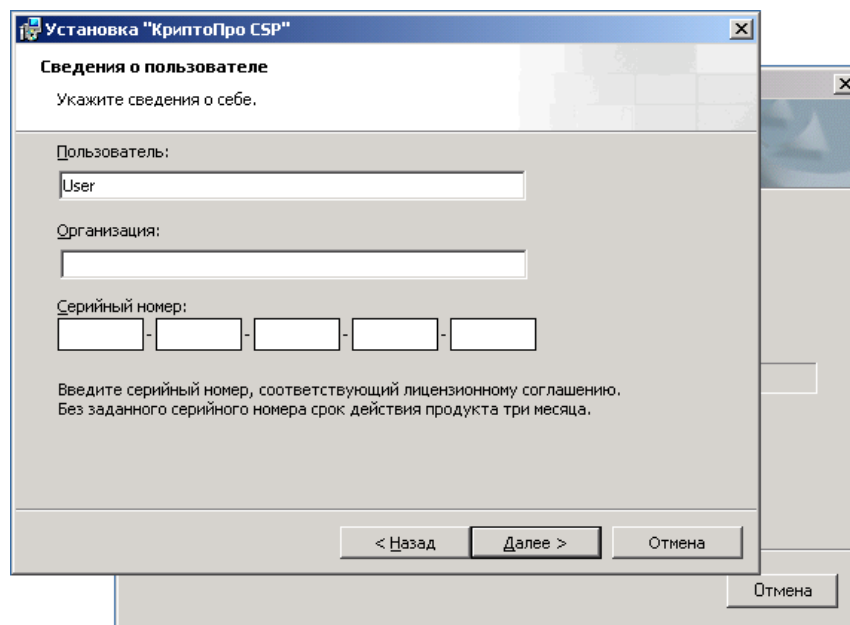 Установка "КриптоПро CSP"
Сведения о пользователе
Укажите сведения о себе.
Пользователь:
User
Организация:
Серийный номер:
- - - -
Введите серийный номер, соответствующий лицензионному соглашению.
Без заданного серийного номера срок действия продукта три месяца.
< Назад Далее > Отмена
Отмена